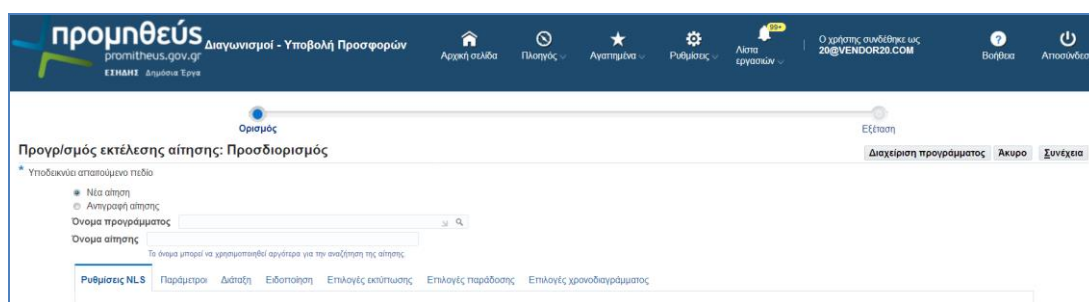 προμηθεύς
promitheus.gov.gr
ΕΣΗΔΗΣ Δημόσια Έργα
Διαγωνισμοί - Υποβολή Προσφορών
Αρχική σελίδα
Πλοηγός
Αγαπημένα
Ρυθμίσεις
99+
Λίστα
εργασιών
Ο χρήστης συνδέθηκε ως
20@VENDOR20.COM
Βοήθεια
Αποσύνδεσ
Ορισμός
Εξέταση
Προγρ/σμός εκτέλεσης αίτησης: Προσδιορισμός
Διαχείριση προγράμματος Άκυρο Συνέχεια
* Υποδεικνύει απαιτούμενο πεδίο
Νέα αίτηση
Αντιγραφή αίτησης
Όνομα προγράμματος
Όνομα αίτησης
Το όνομα μπορεί να χρησιμοποιηθεί αργότερα για την αναζήτηση της αίτησης.
Ρυθμίσεις NLS Παράμετροι Διάταξη Ειδοποίηση Επιλογές εκτύπωσης Επιλογές παράδοσης Επιλογές χρονοδιαγράμματος